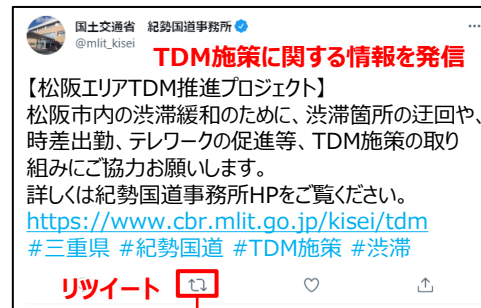 国土交通省　紀勢国道事務所
@mlit_kisei
TDM施策に関する情報を発信
【松阪エリアTDM推進プロジェクト】
松阪市内の渋滞緩和のために、渋滞箇所の迂回や、
時差出勤、テレワークの促進等、TDM施策の取り
組みにご協力お願いします。
詳しくは紀勢国道事務所HPをご覧ください。
https://www.cbr.mlit.go.jp/kisei/tdm
#三重県 #紀勢国道 #TDM施策 #渋滞
リツイート